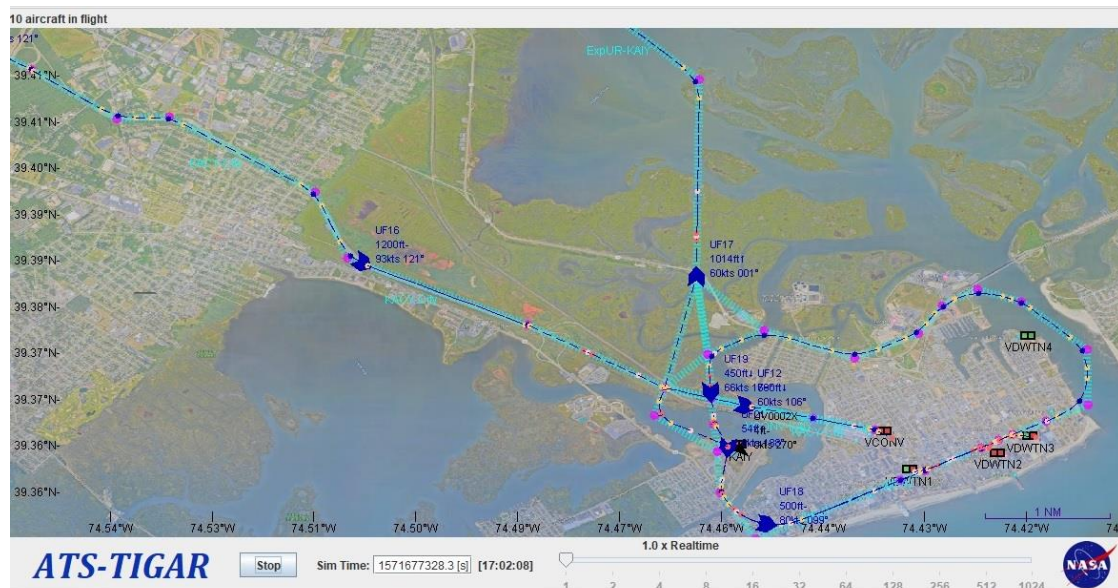 10 aircraft in flight
s 121°
ExpUR-KAIY
39.41°N-
39.41°N-
39.40°N-
39.39°N-
UF16
1200ft-
93kts 121°
UF17
1014ft↑
60kts 001°
39.39°N-
39.38°N-
39.37°N-
VDWTN4
UF19
450ft↓
66kts
UF12
60kts 106°
39.37°N-
UV0002X
270°
39.36°N-
VCONV
VDWTN3
VDWTN2
39.36°N-
UF18
500ft-
74.54°W
74.53°W
74.51°W
74.50°W
74.49°W
74.47°W
74.46°W
74.44°W
74.43°W
74.42°W
1 NM
ATS-TIGAR
Stop
Sim Time:
1571677328.3 [s]
[17:02:08]
1.0 x Realtime
1 2 4 8 16 32 64 128 256 512 1024
NASA